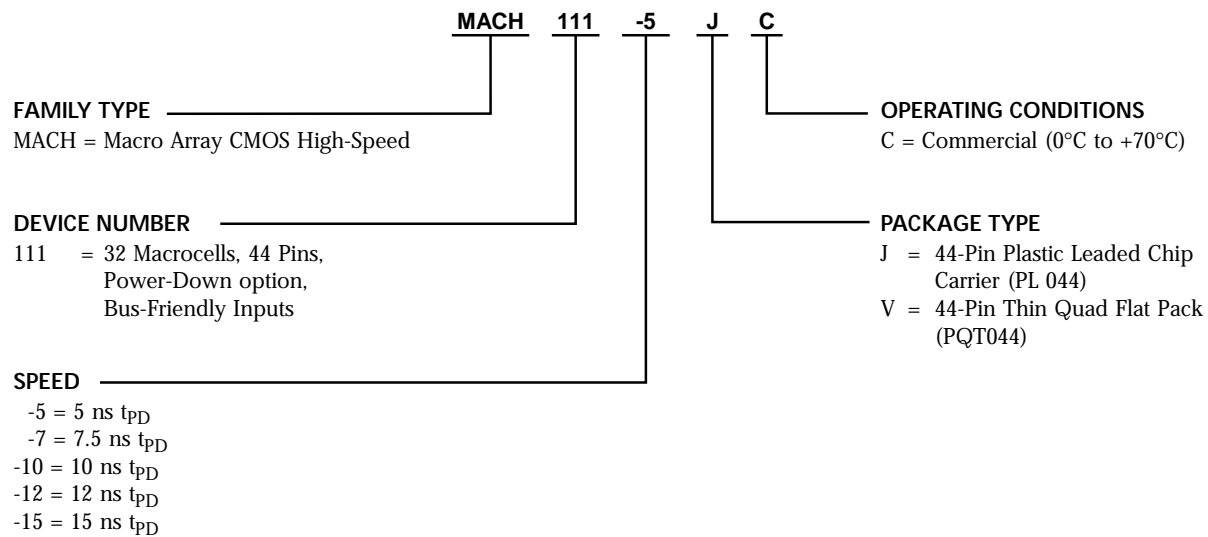 MACH 111 -5 J C
FAMILY TYPE
MACH = Macro Array CMOS High-Speed
DEVICE NUMBER
111 = 32 Macrocells, 44 Pins,
Power-Down option,
Bus-Friendly Inputs
SPEED
-5 = 5 ns tPD
-7 = 7.5 ns tPD
-10 = 10 ns tPD
-12 = 12 ns tPD
-15 = 15 ns tPD
OPERATING CONDITIONS
C = Commercial (0°C to +70°C)
PACKAGE TYPE
J = 44-Pin Plastic Leaded Chip
Carrier (PL 044)
V = 44-Pin Thin Quad Flat Pack
(PQT044)